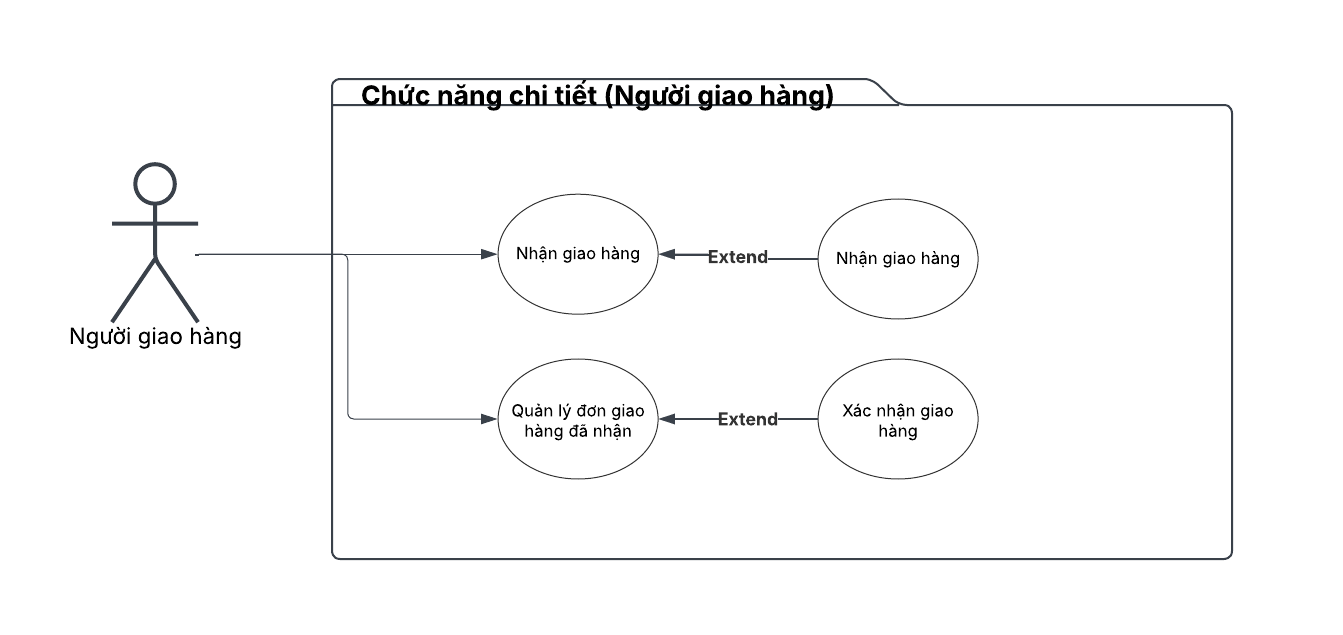 Chức năng chi tiết (Người giao hàng)
Nhận giao hàng
Extend
Nhận giao hàng
Người giao hàng
Quản lý đơn giao
hàng đã nhận
Extend
Xác nhận giao
hàng